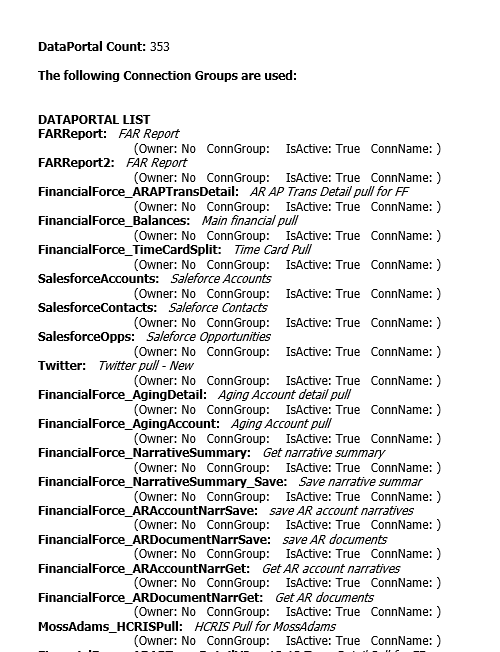 DataPortal Count: 353
The following Connection Groups are used:
DATAPORTAL LIST
FARReport: FAR Report
(Owner: No ConnGroup: IsActive: True ConnName: )
FARReport2: FAR Report
(Owner: No ConnGroup: IsActive: True ConnName: )
FinancialForce_ARAPTransDetail: AR AP Trans Detail pull for FF
(Owner: No ConnGroup: IsActive: True ConnName: )
FinancialForce_Balances: Main financial pull
(Owner: No ConnGroup: IsActive: True ConnName: )
FinancialForce_TimeCardSplit: Time Card Pull
(Owner: No ConnGroup: IsActive: True ConnName: )
SalesforceAccounts: Saleforce Accounts
(Owner: No ConnGroup: IsActive: True ConnName: )
SalesforceContacts: Saleforce Contacts
(Owner: No ConnGroup: IsActive: True ConnName: )
SalesforceOpps: Saleforce Opportunities
(Owner: No ConnGroup: IsActive: True ConnName: )
Twitter: Twitter pull - New
(Owner: No ConnGroup: IsActive: True ConnName: )
FinancialForce_AgingDetail: Aging Account detail pull
(Owner: No ConnGroup: IsActive: True ConnName: )
FinancialForce_AgingAccount: Aging Account pull
(Owner: No ConnGroup: IsActive: True ConnName: )
FinancialForce_NarrativeSummary: Get narrative summary
(Owner: No ConnGroup: IsActive: True ConnName: )
FinancialForce_NarrativeSummary_Save: Save narrative summar
(Owner: No ConnGroup: IsActive: True ConnName: )
FinancialForce_ARAccountNarrSave: save AR account narratives
(Owner: No ConnGroup: IsActive: True ConnName: )
FinancialForce_ARDocumentNarrSave: save AR documents
(Owner: No ConnGroup: IsActive: True ConnName: )
FinancialForce_ARAccountNarrGet: Get AR account narratives
(Owner: No ConnGroup: IsActive: True ConnName: )
FinancialForce_ARDocumentNarrGet: Get AR documents
(Owner: No ConnGroup: IsActive: True ConnName: )
MossAdams_HCRISPull: HCRIS Pull for MossAdams
(Owner: No ConnGroup: IsActive: True ConnName: )